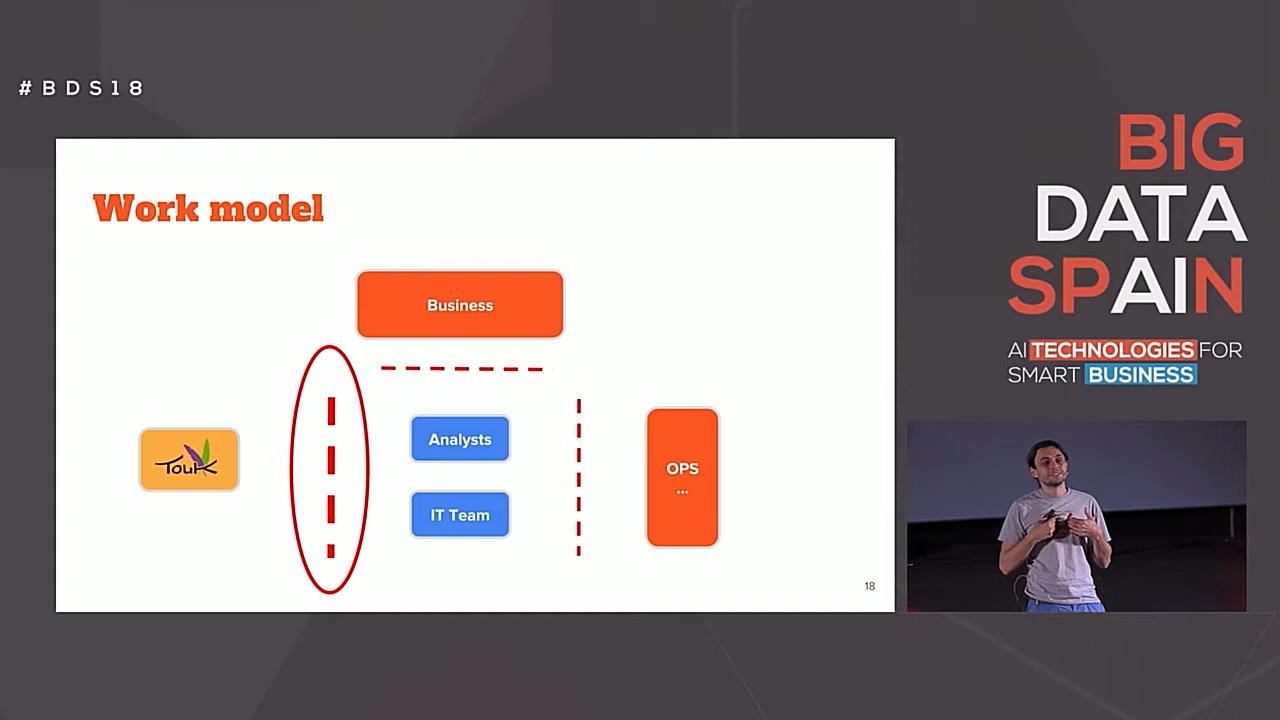 #BDS18
Work model
Business
Analysts
IT Team
OPS
...
TouK
18
BIG
DATA
SPAIN
AI TECHNOLOGIES FOR
SMART BUSINESS